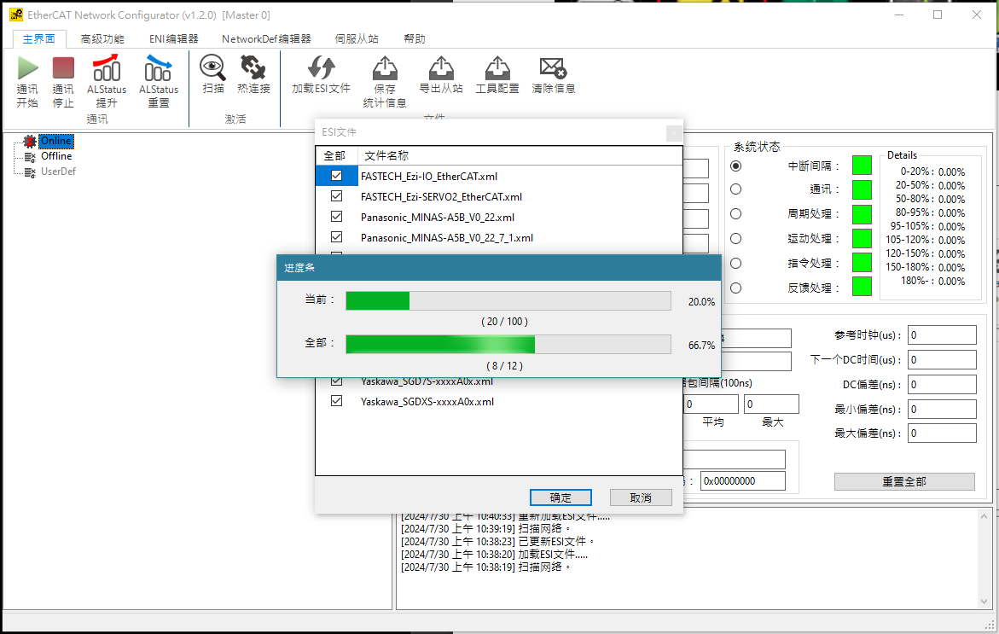 EtherCAT Network Configurator (v1.2.0) [Master 0]
主界面 高级功能 ENI编辑器 NetworkDef编辑器 伺服从站 帮助
通讯开始 通讯停止 ALStatus提升 ALStatus重置 扫描 热连接 加载ESI文件 保存统计信息 导出从站 工具配置 清除信息
通讯 激活 文件
Online
Offline
UserDef
ESI文件
全部 文件名称
FASTECH_Ezi-IO_EtherCAT.xml
FASTECH_Ezi-SERVO2_EtherCAT.xml
Panasonic_MINAS-A5B_V0_22.xml
Panasonic_MINAS-A5B_V0_22_7_1.xml
进度条
当前： 20.0%
( 20 / 100 )
全部： 66.7%
( 8 / 12 )
Yaskawa_SGD7S-xxxxA0x.xml
Yaskawa_SGDXS-xxxxA0x.xml
确定 取消
系统状态
中断间隔：
通讯：
周期处理：
运动处理：
指令处理：
反馈处理：
Details
0-20%: 0.00%
20-50%: 0.00%
50-80%: 0.00%
80-95%: 0.00%
95-105%: 0.00%
105-120%: 0.00%
120-150%: 0.00%
150-180%: 0.00%
180%-: 0.00%
包间隔(100ns)
0 0
平均 最大
0x00000000
参考时钟(us): 0
下一个DC时间(us): 0
DC偏差(ns): 0
最小偏差(ns): 0
最大偏差(ns): 0
重置全部
[2024/7/30 上午 10:40:33] 重新加载ESI文件.....
[2024/7/30 上午 10:39:19] 扫描网络。
[2024/7/30 上午 10:38:23] 已更新ESI文件。
[2024/7/30 上午 10:38:20] 加载ESI文件.....
[2024/7/30 上午 10:38:19] 扫描网络。